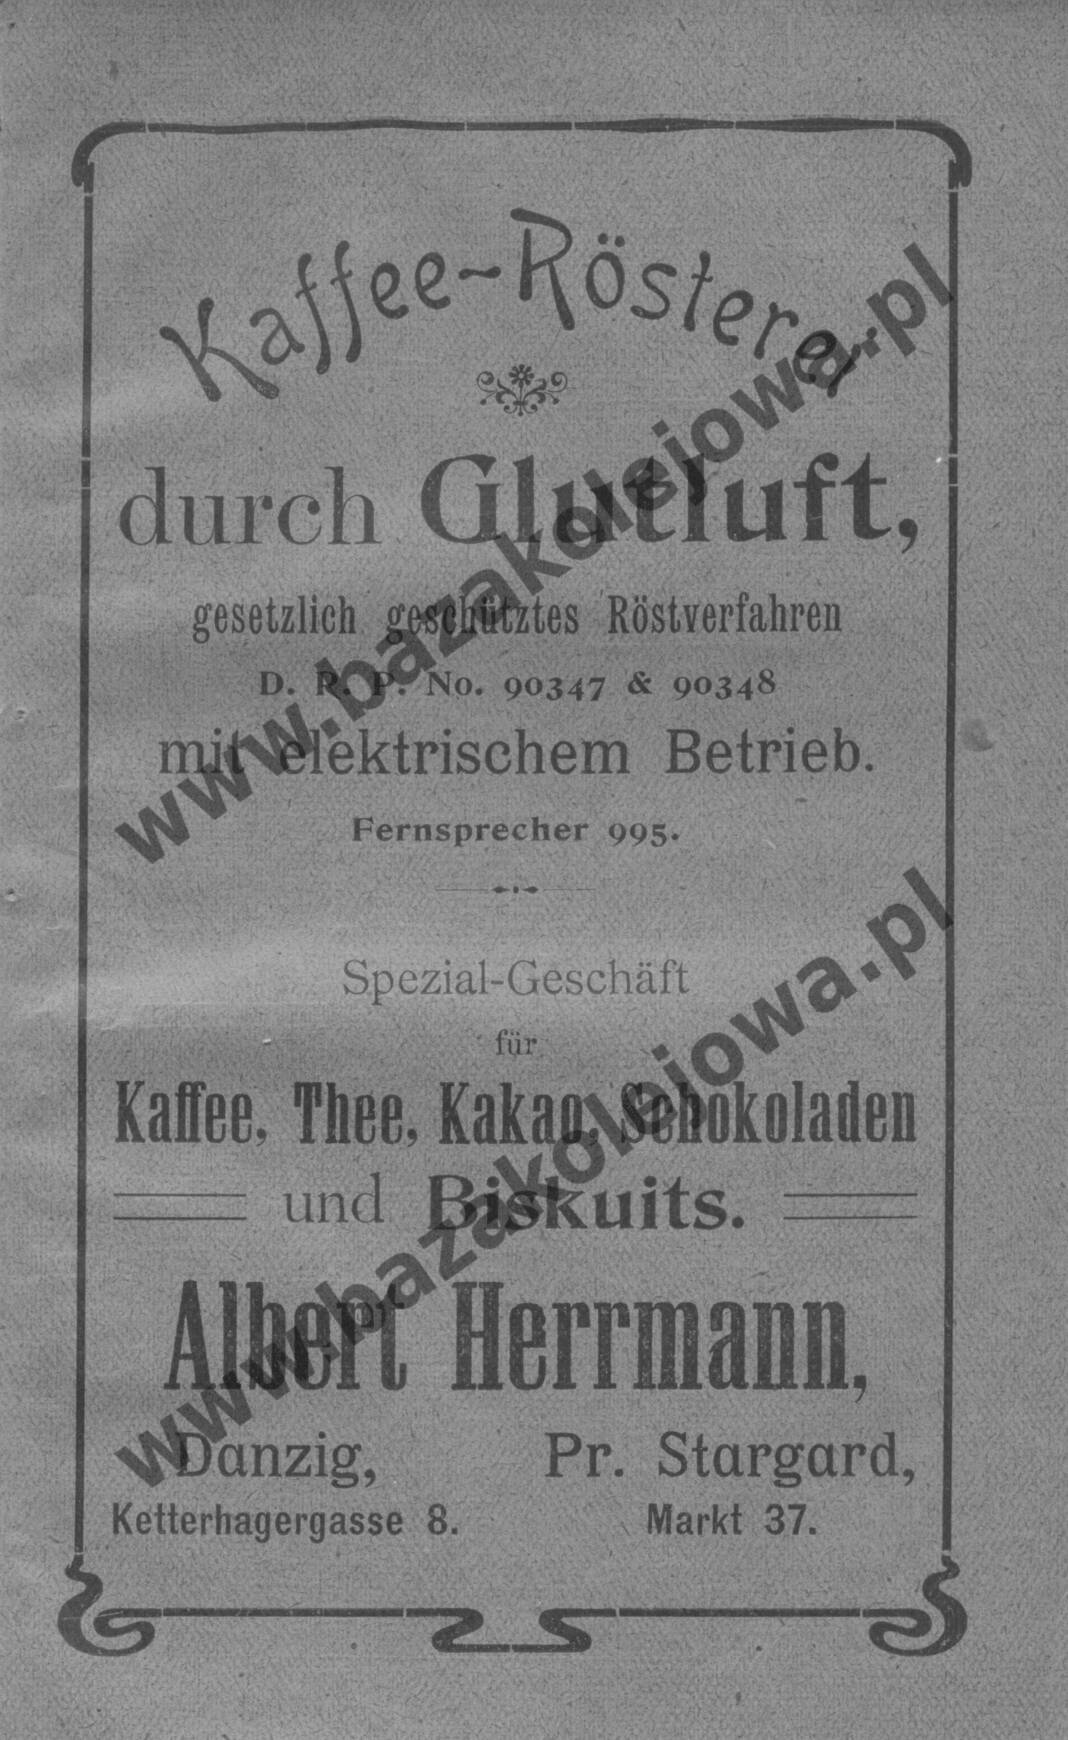 Kaffee-Rösterei
durch Glutluft,
gesetzlich geschütztes Röstverfahren
D. R. P. No. 90347 & 90348
mit elektrischem Betrieb.
Fernsprecher 995.
Spezial-Geschäft
für
Kaffee, Thee, Kakao, Schokoladen
und Biskuits.
Albert Herrmann,
Danzig, Pr. Stargard,
Ketterhagergasse 8. Markt 37.
www.bazakolejowa.pl
www.bazakolejowa.pl